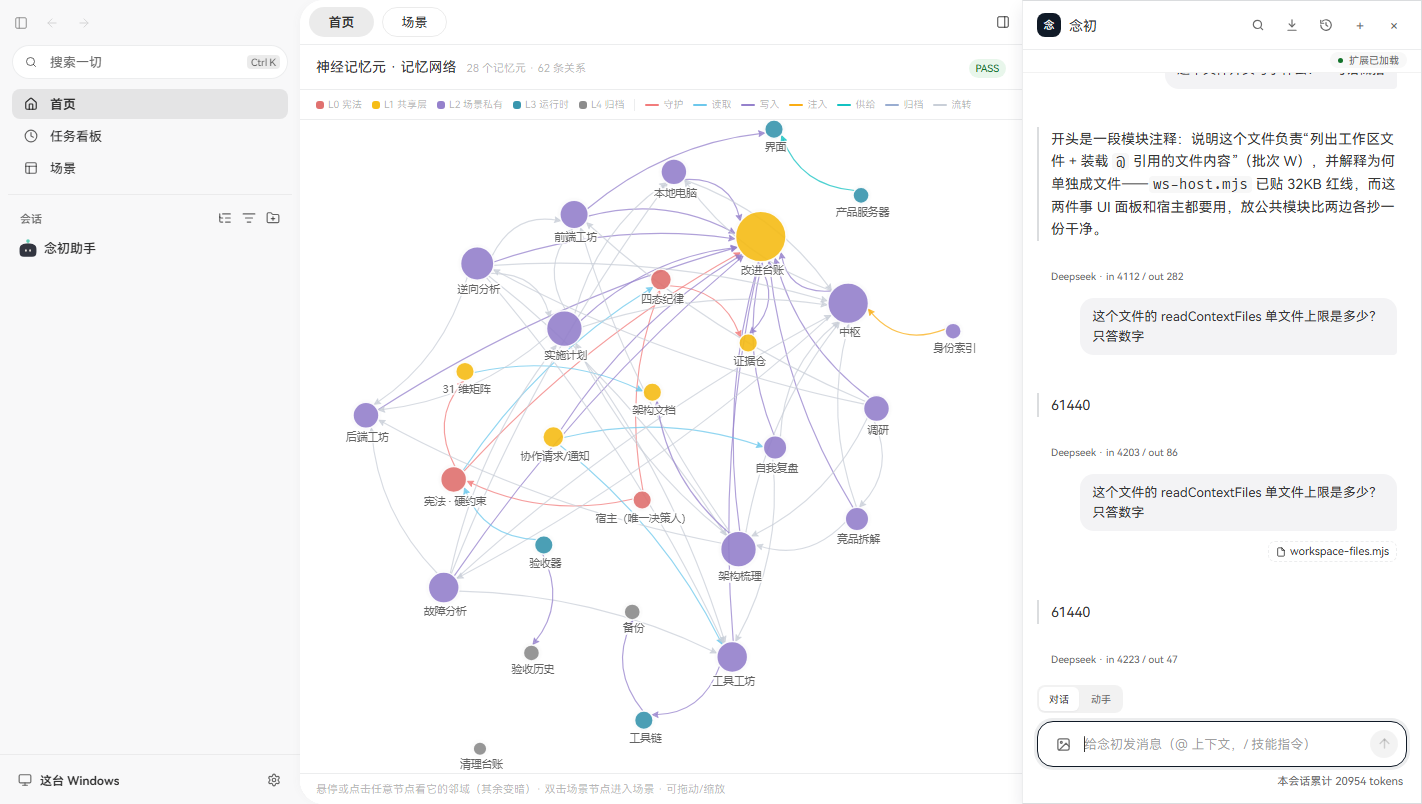 搜索一切
Ctrl K
首页
任务看板
场景
会话
念初助手
这台 Windows
首页
场景
神经记忆元 · 记忆网络
28 个记忆元 · 62 条关系
PASS
L0 宪法
L1 共享层
L2 场景私有
L3 运行时
L4 归档
守护
读取
写入
注入
供给
归档
流转
界面
本地电脑
产品服务器
前端工坊
改进台账
逆向分析
四态纪律
中枢
身份索引
实施计划
证据仓
31 维矩阵
架构文档
后端工坊
调研
协作请求/通知
自我复盘
宪法 · 硬约束
宿主（唯一决策人）
竞品拆解
验收器
架构梳理
故障分析
备份
验收历史
工具工坊
工具链
清理台账
悬停或点击任意节点看它的邻域（其余变暗）· 双击场景节点进入场景 · 可拖动/缩放
念
念初
扩展已加载
开头是一段模块注释：说明这个文件负责“列出工作区文
件 + 装载 @ 引用的文件内容”（批次 W），并解释为何
单独成文件—— ws-host.mjs 已贴 32KB 红线，而这
两件事 UI 面板和宿主都要用，放公共模块比两边各抄一
份干净。
Deepseek · in 4112 / out 282
这个文件的 readContextFiles 单文件上限是多少？
只答数字
61440
Deepseek · in 4203 / out 86
这个文件的 readContextFiles 单文件上限是多少？
只答数字
workspace-files.mjs
61440
Deepseek · in 4223 / out 47
对话
动手
给念初发消息（@ 上下文，/ 技能指令）
本会话累计 20954 tokens